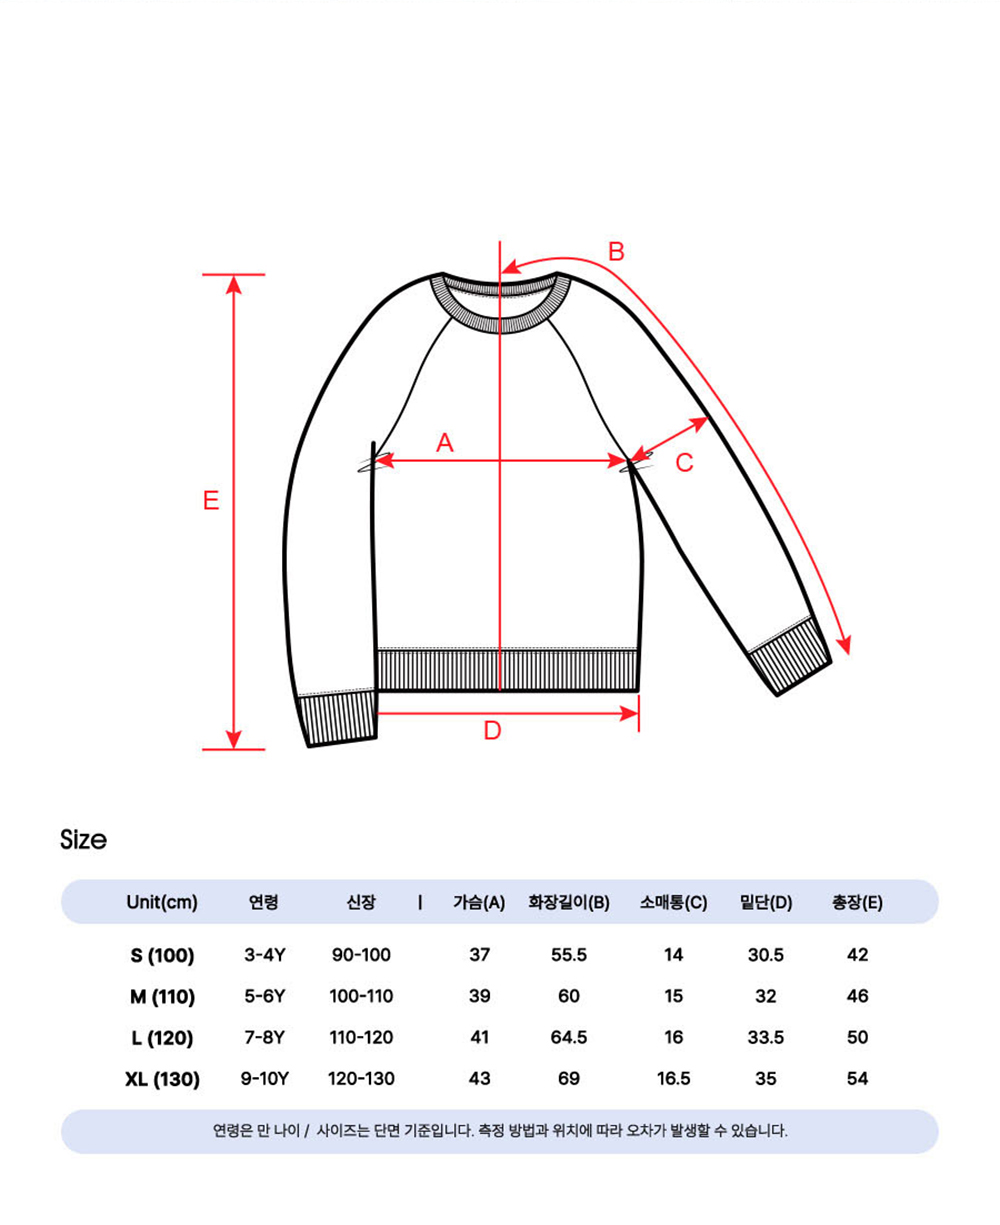 B
A
C
E
D
Size
Unit(cm) 연령 신장 | 가슴(A) 화장길이(B) 소매통(C) 밑단(D) 총장(E)
S (100) 3-4Y 90-100 37 55.5 14 30.5 42
M (110) 5-6Y 100-110 39 60 15 32 46
L (120) 7-8Y 110-120 41 64.5 16 33.5 50
XL (130) 9-10Y 120-130 43 69 16.5 35 54
연령은 만 나이 / 사이즈는 단면 기준입니다. 측정 방법과 위치에 따라 오차가 발생할 수 있습니다.